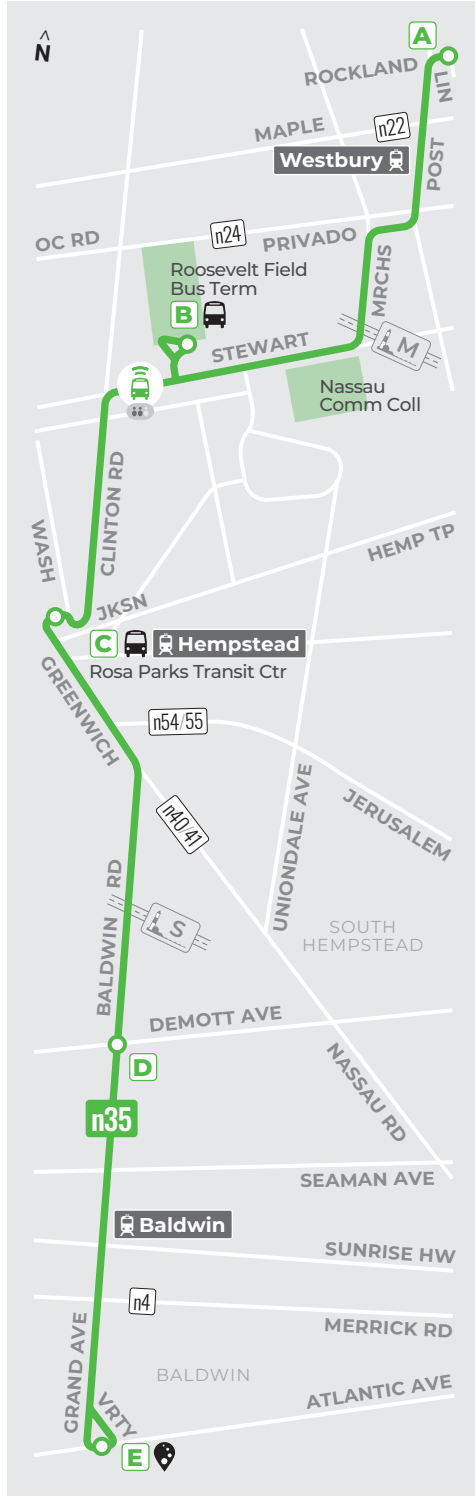 N
A
ROCKLAND
LIN
MAPLE
n22
Westbury
POST
OC RD
n24
PRIVADO
MRCHS
Roosevelt Field
Bus Term
B
STEWART
M
Nassau
Comm Coll
CLINTON RD
WASH
HEMP TP
JKSN
C
Hempstead
Rosa Parks Transit Ctr
GREENWICH
n54/55
n40/41
UNIONDALE AVE
JERUSALEM
BALDWIN RD
S
SOUTH
HEMPSTEAD
DEMOTT AVE
D
NASSAU RD
n35
SEAMAN AVE
Baldwin
SUNRISE HW
n4
MERRICK RD
GRAND AVE
BALDWIN
VRTY
ATLANTIC AVE
E